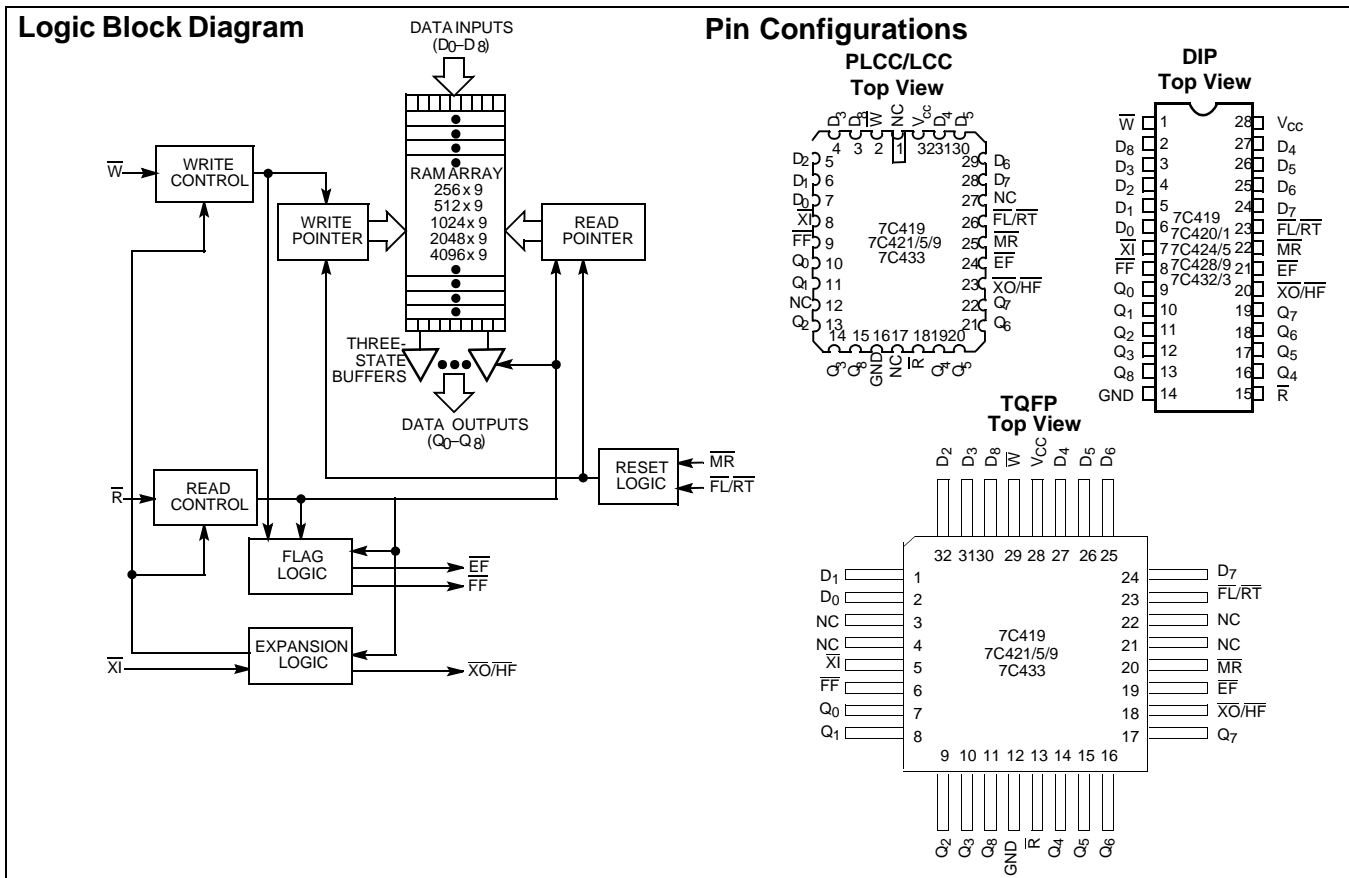 Logic Block Diagram
DATA INPUTS
(D0–D8)
W
WRITE
CONTROL
WRITE
POINTER
RAM ARRAY
256 x 9
512 x 9
1024 x 9
2048 x 9
4096 x 9
READ
POINTER
THREE-
STATE
BUFFERS
DATA OUTPUTS
(Q0–Q8)
RESET
LOGIC
MR
FL/RT
R
READ
CONTROL
FLAG
LOGIC
EF
FF
EXPANSION
LOGIC
XI
XO/HF
Pin Configurations
PLCC/LCC
Top View
D3 D8 W NC VCC D4 D5
4 3 2 1 32 31 30
D2 5
D1 6
D0 7
XI 8
FF 9
Q0 10
Q1 11
NC 12
Q2 13
7C419
7C421/5/9
7C433
29 D6
28 D7
27 NC
26 FL/RT
25 MR
24 EF
23 XO/HF
22 Q7
21 Q6
14 15 16 17 18 19 20
Q3 Q8 GND NC R Q4 Q5
DIP
Top View
W 1
D8 2
D3 3
D2 4
D1 5
D0 6
XI 7
FF 8
Q0 9
Q1 10
Q2 11
Q3 12
Q8 13
GND 14
7C419
7C420/1
7C424/5
7C428/9
7C432/3
28 VCC
27 D4
26 D5
25 D6
24 D7
23 FL/RT
22 MR
21 EF
20 XO/HF
19 Q7
18 Q6
17 Q5
16 Q4
15 R
TQFP
Top View
D2 D3 D8 W VCC D4 D5 D6
32 31 30 29 28 27 26 25
D1 1
D0 2
NC 3
NC 4
XI 5
FF 6
Q0 7
Q1 8
7C419
7C421/5/9
7C433
24 D7
23 FL/RT
22 NC
21 NC
20 MR
19 EF
18 XO/HF
17 Q7
9 10 11 12 13 14 15 16
Q2 Q3 Q8 GND R Q4 Q5 Q6